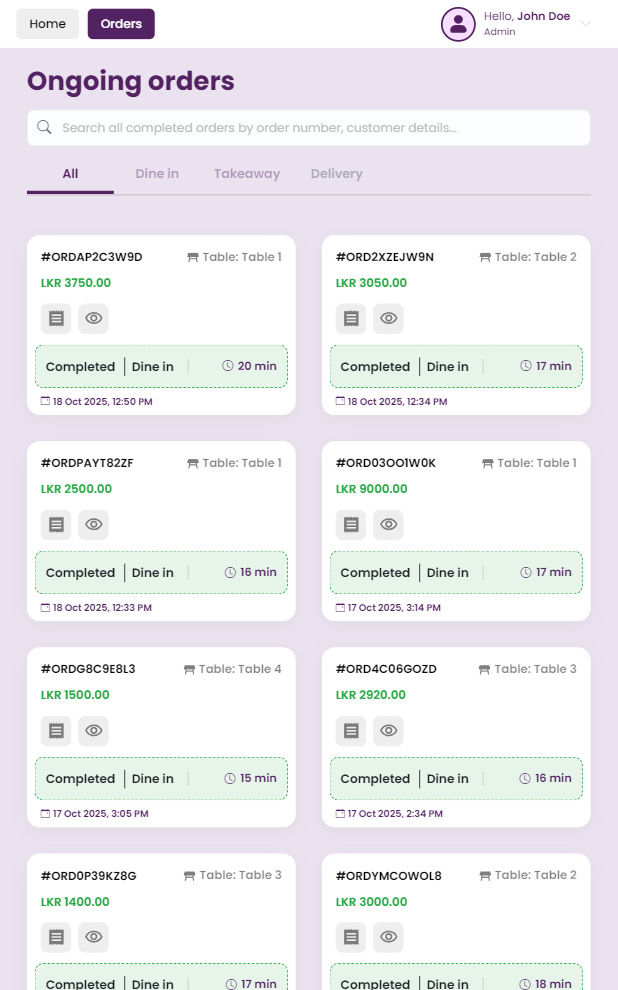 Home Orders Hello, John Doe
Admin
Ongoing orders
Search all completed orders by order number, customer details...
All Dine in Takeaway Delivery
#ORDAP2C3W9D Table: Table 1
LKR 3750.00
Completed Dine in 20 min
18 Oct 2025, 12:50 PM
#ORD2XZEJW9N Table: Table 2
LKR 3050.00
Completed Dine in 17 min
18 Oct 2025, 12:34 PM
#ORDPAYT82ZF Table: Table 1
LKR 2500.00
Completed Dine in 16 min
18 Oct 2025, 12:33 PM
#ORD03OO1W0K Table: Table 1
LKR 9000.00
Completed Dine in 17 min
17 Oct 2025, 3:14 PM
#ORDG8C9E8L3 Table: Table 4
LKR 1500.00
Completed Dine in 15 min
17 Oct 2025, 3:05 PM
#ORD4C06GOZD Table: Table 3
LKR 2920.00
Completed Dine in 16 min
17 Oct 2025, 2:34 PM
#ORD0P39KZ8G Table: Table 3
LKR 1400.00
Completed Dine in 17 min
#ORDYMCOWOL8 Table: Table 2
LKR 3000.00
Completed Dine in 18 min